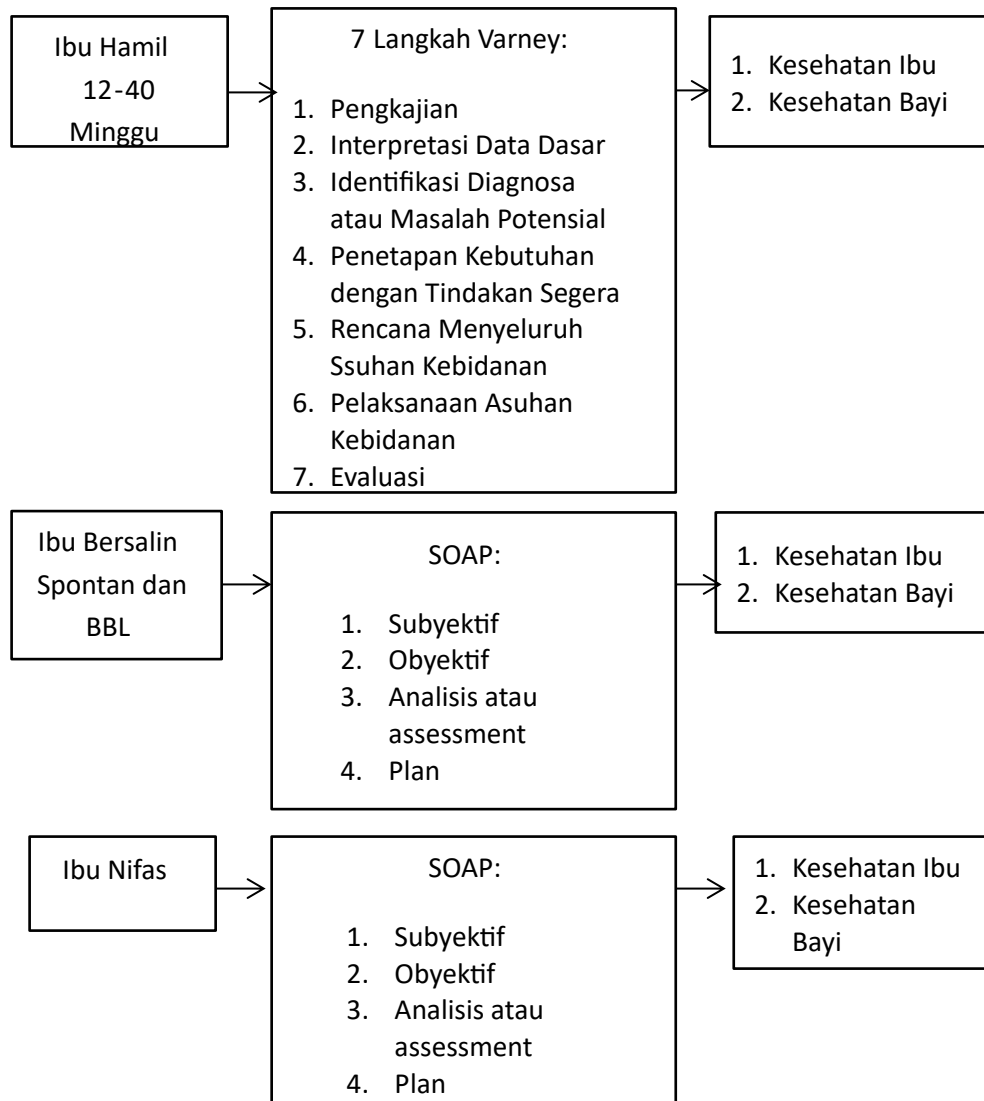 Ibu Hamil
12-40
Minggu
7 Langkah Varney:
1. Pengkajian
2. Interpretasi Data Dasar
3. Identifikasi Diagnosa
atau Masalah Potensial
4. Penetapan Kebutuhan
dengan Tindakan Segera
5. Rencana Menyeluruh
Ssuhan Kebidanan
6. Pelaksanaan Asuhan
Kebidanan
7. Evaluasi
1. Kesehatan Ibu
2. Kesehatan Bayi
Ibu Bersalin
Spontan dan
BBL
SOAP:
1. Subyektif
2. Obyektif
3. Analisis atau
assessment
4. Plan
1. Kesehatan Ibu
2. Kesehatan Bayi
Ibu Nifas
SOAP:
1. Subyektif
2. Obyektif
3. Analisis atau
assessment
4. Plan
1. Kesehatan Ibu
2. Kesehatan
Bayi